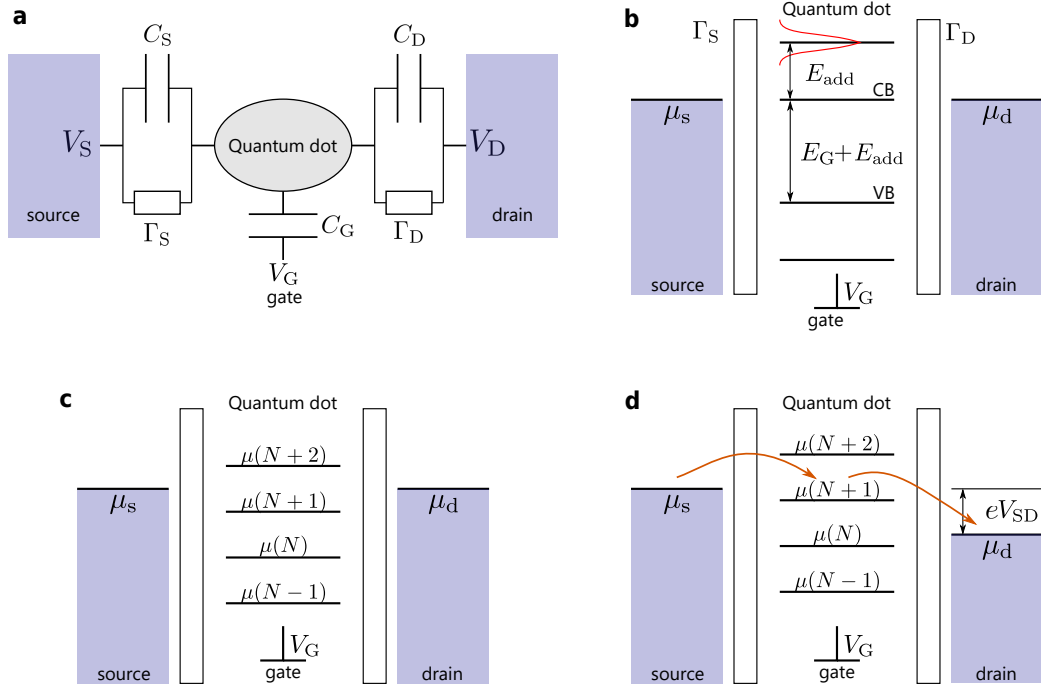 a
C_S
C_D
V_S
Quantum dot
V_D
source
Γ_S
C_G
Γ_D
drain
V_G
gate
b
Quantum dot
Γ_S
Γ_D
E_add
CB
μ_s
μ_d
E_G+E_add
VB
source
V_G
drain
gate
c
Quantum dot
μ(N + 2)
μ_s
μ(N + 1)
μ_d
μ(N)
μ(N − 1)
V_G
source
gate
drain
d
Quantum dot
μ(N + 2)
μ_s
μ(N + 1)
eV_SD
μ(N)
μ_d
μ(N − 1)
V_G
source
gate
drain